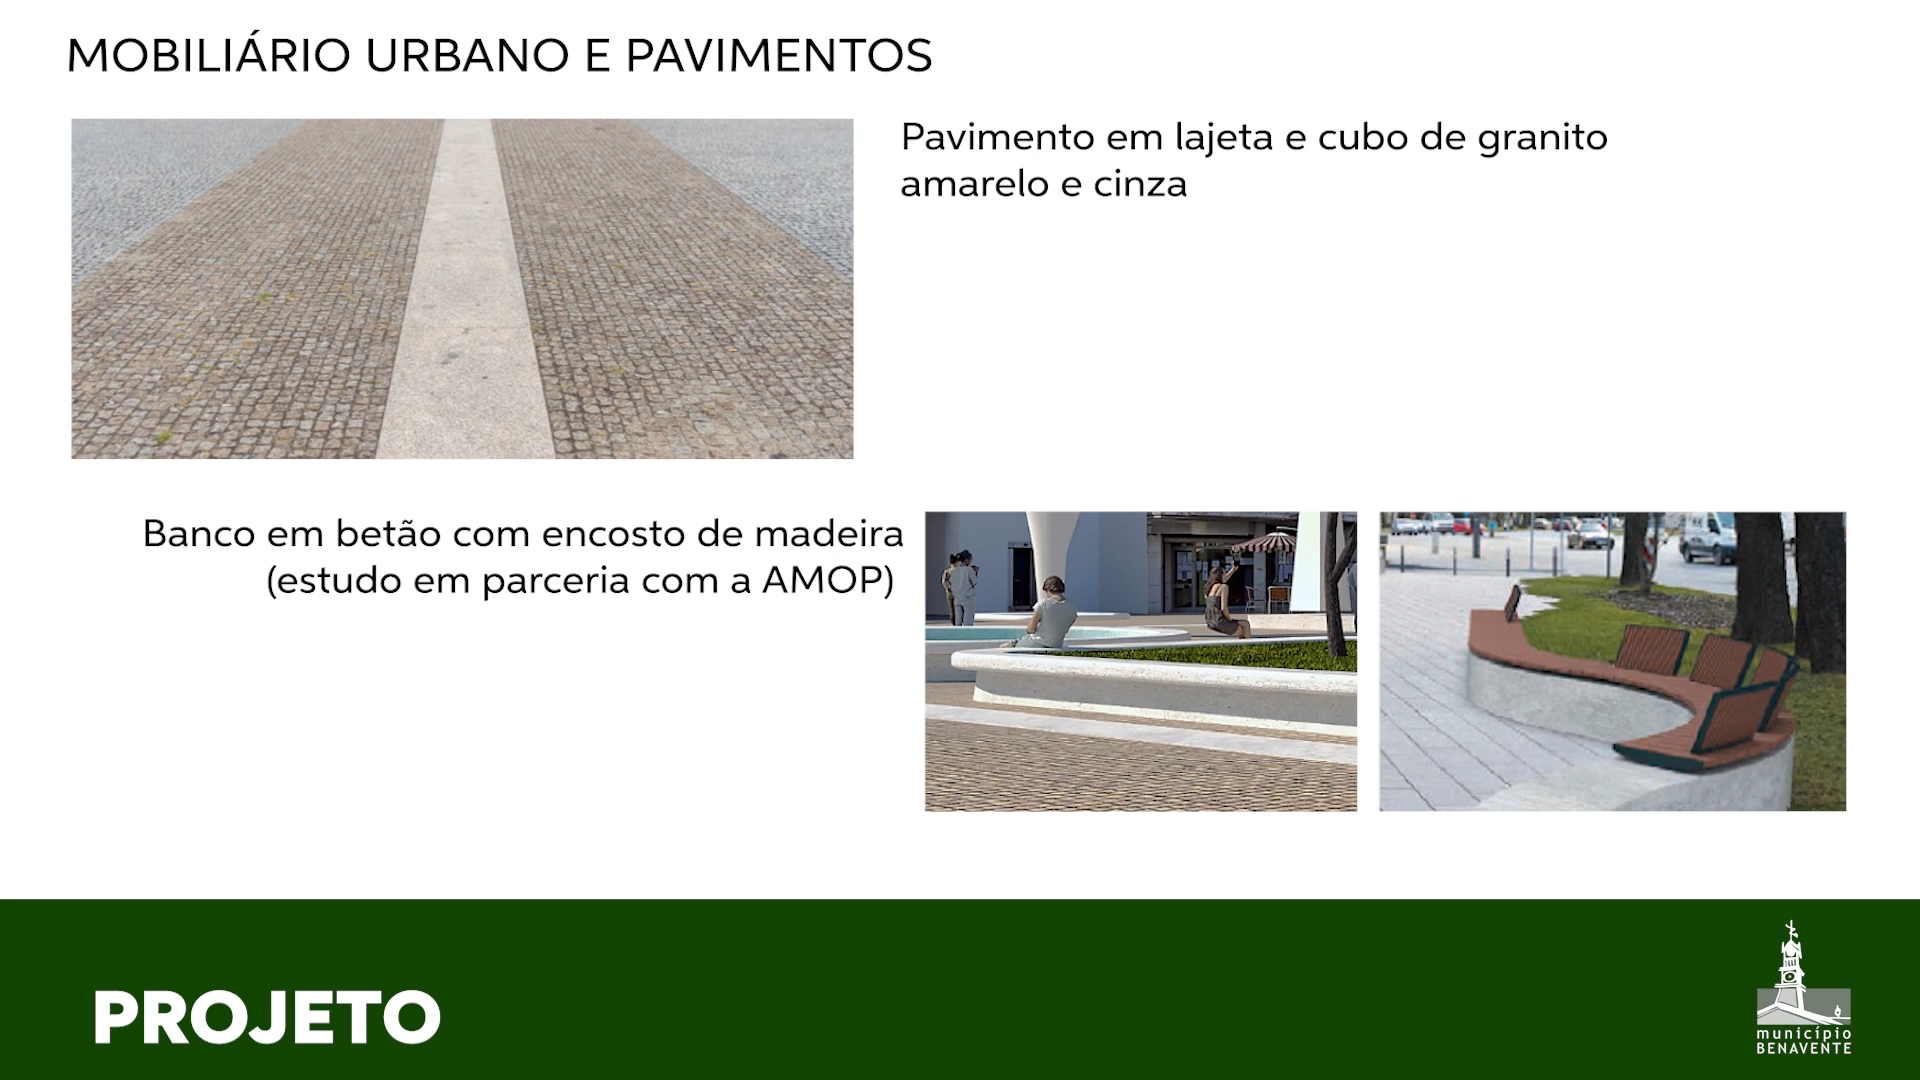 MOBILIÁRIO URBANO E PAVIMENTOS
Pavimento em lajeta e cubo de granito
amarelo e cinza
Banco em betão com encosto de madeira
(estudo em parceria com a AMOP)
PROJETO
município
BENAVENTE